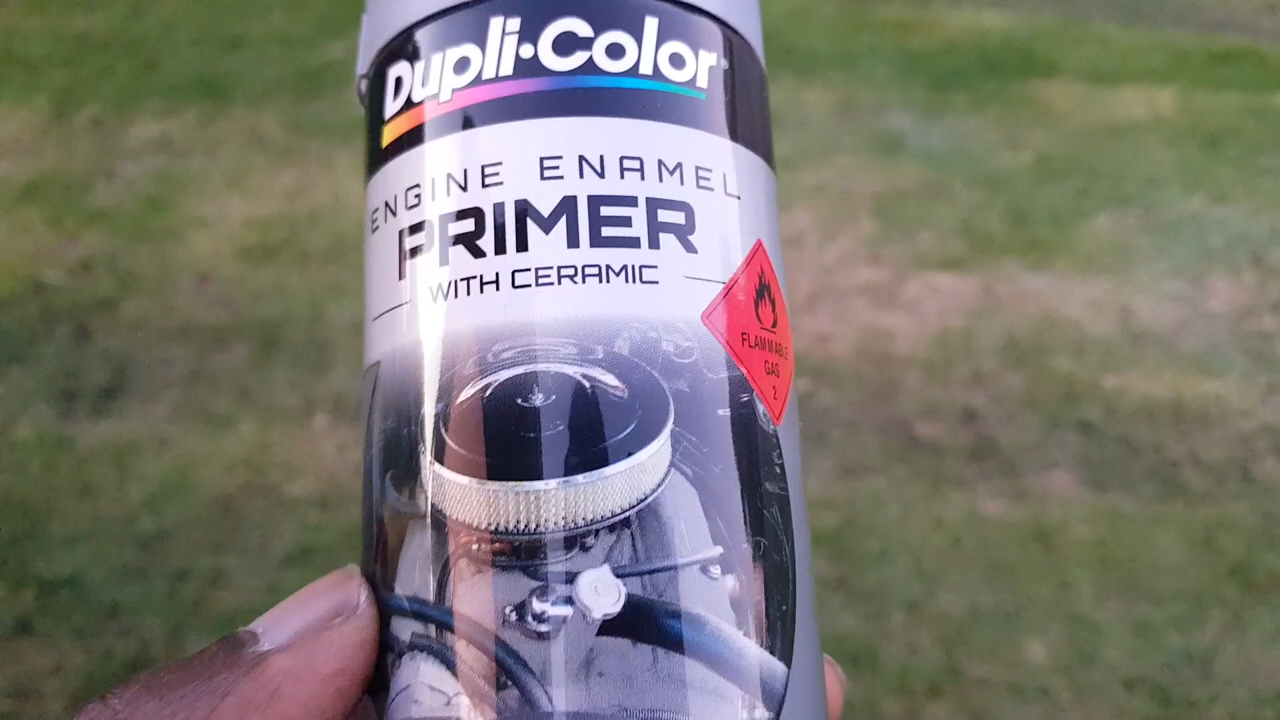 Dupli•Color
ENGINE ENAMEL
PRIMER
WITH CERAMIC
FLAMMABLE
GAS
2